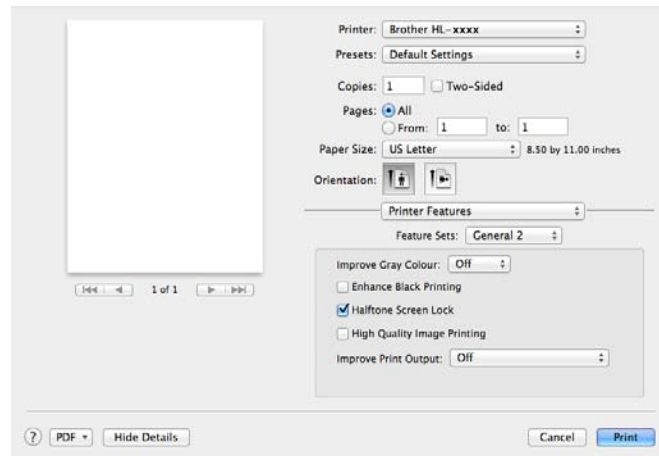 Printer: Brother HL-xxxx
Presets: Default Settings
Copies: 1 Two-Sided
Pages: All
From: 1 to: 1
Paper Size: US Letter 8.50 by 11.00 inches
Orientation:
Printer Features
Feature Sets: General 2
Improve Gray Colour: Off
Enhance Black Printing
1 of 1
Halftone Screen Lock
High Quality Image Printing
Improve Print Output: Off
? PDF Hide Details Cancel Print